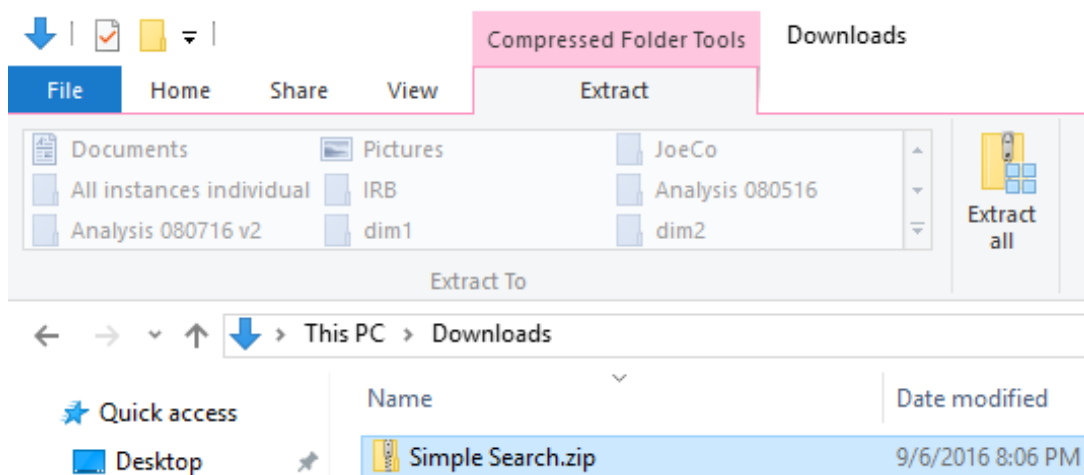 Compressed Folder Tools Downloads
File Home Share View Extract
Documents Pictures JoeCo
All instances individual IRB Analysis 080516
Analysis 080716 v2 dim1 dim2
Extract
all
Extract To
This PC > Downloads
Name Date modified
Quick access
Desktop Simple Search.zip 9/6/2016 8:06 PM